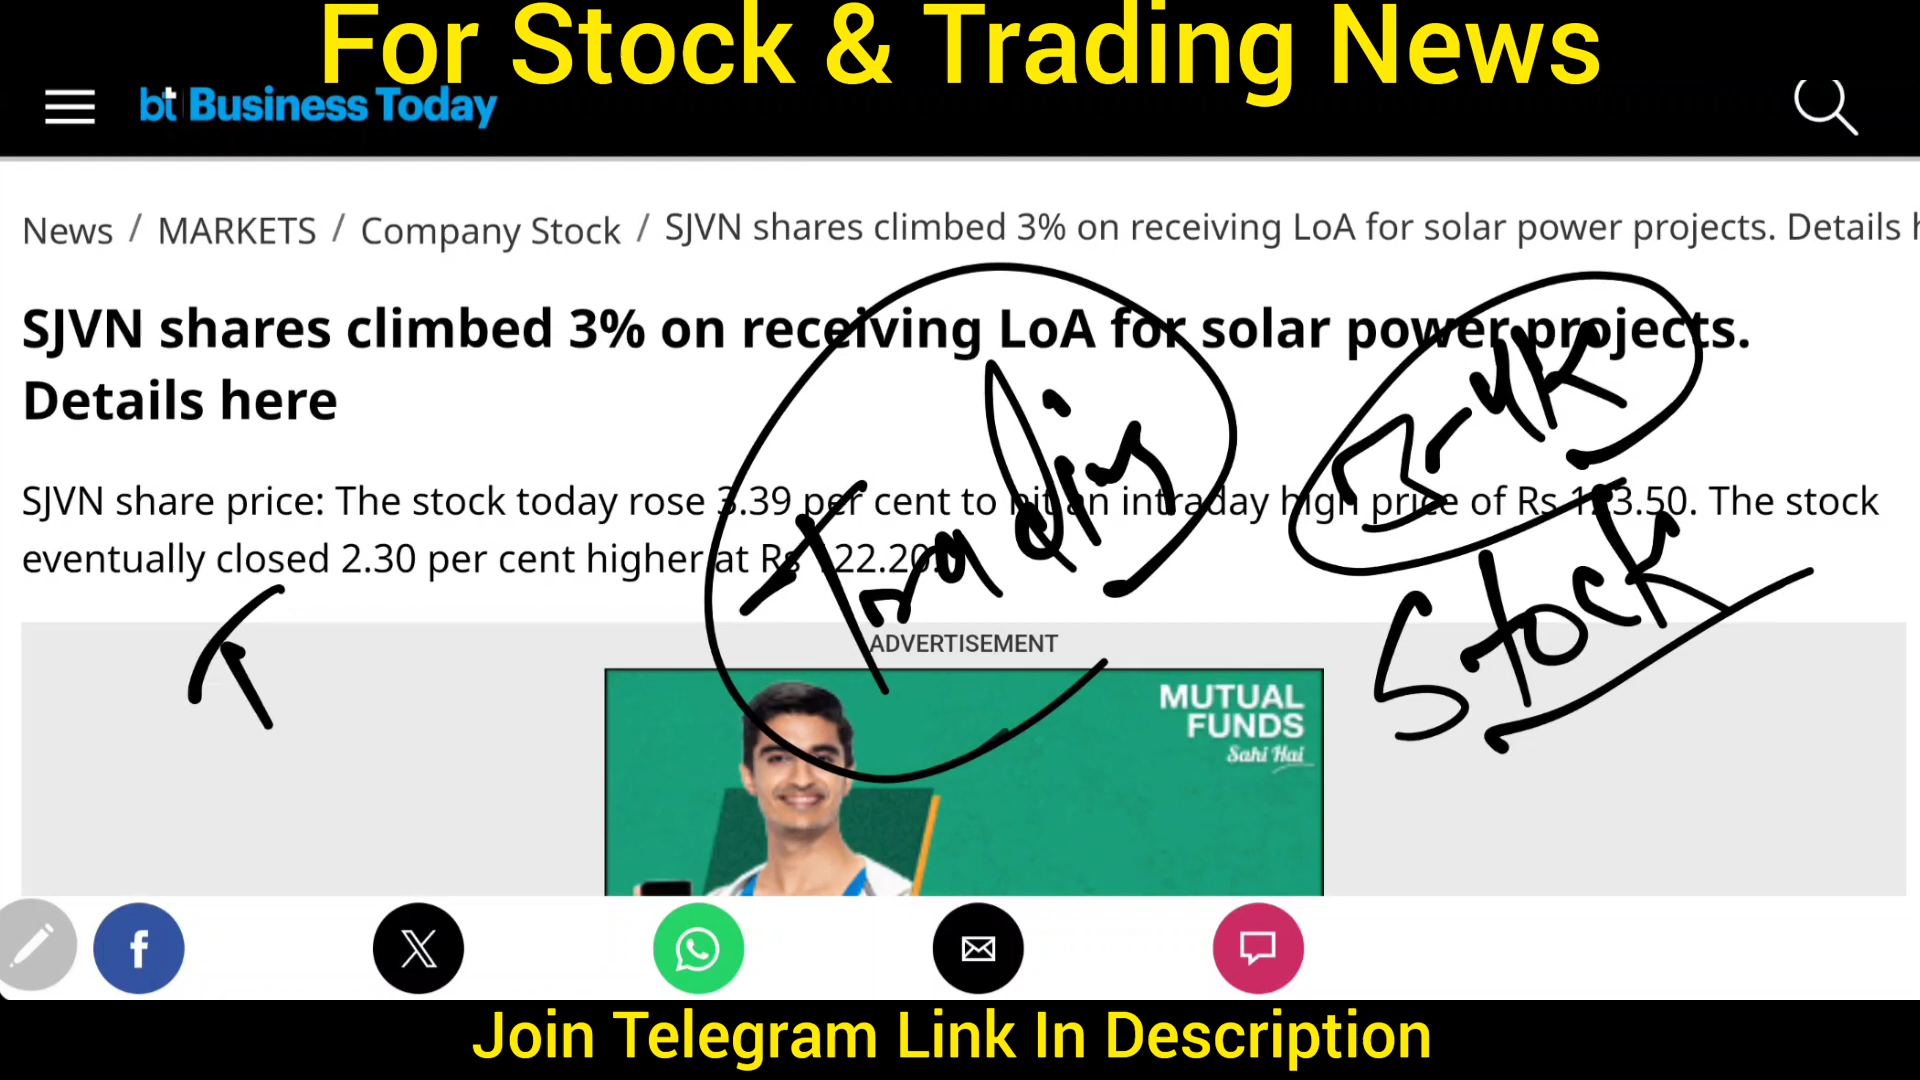 For Stock & Trading News
bt Business Today
News / MARKETS / Company Stock / SJVN shares climbed 3% on receiving LoA for solar power projects. Details
SJVN shares climbed 3% on receiving LoA for solar power projects.
Details here
SJVN share price: The stock today rose 3.39 per cent to hit an intraday high price of Rs 123.50. The stock
eventually closed 2.30 per cent higher at Rs 122.20.
Trading
3-4K
Stock
T
ADVERTISEMENT
MUTUAL
FUNDS
Sahi Hai
Join Telegram Link In Description